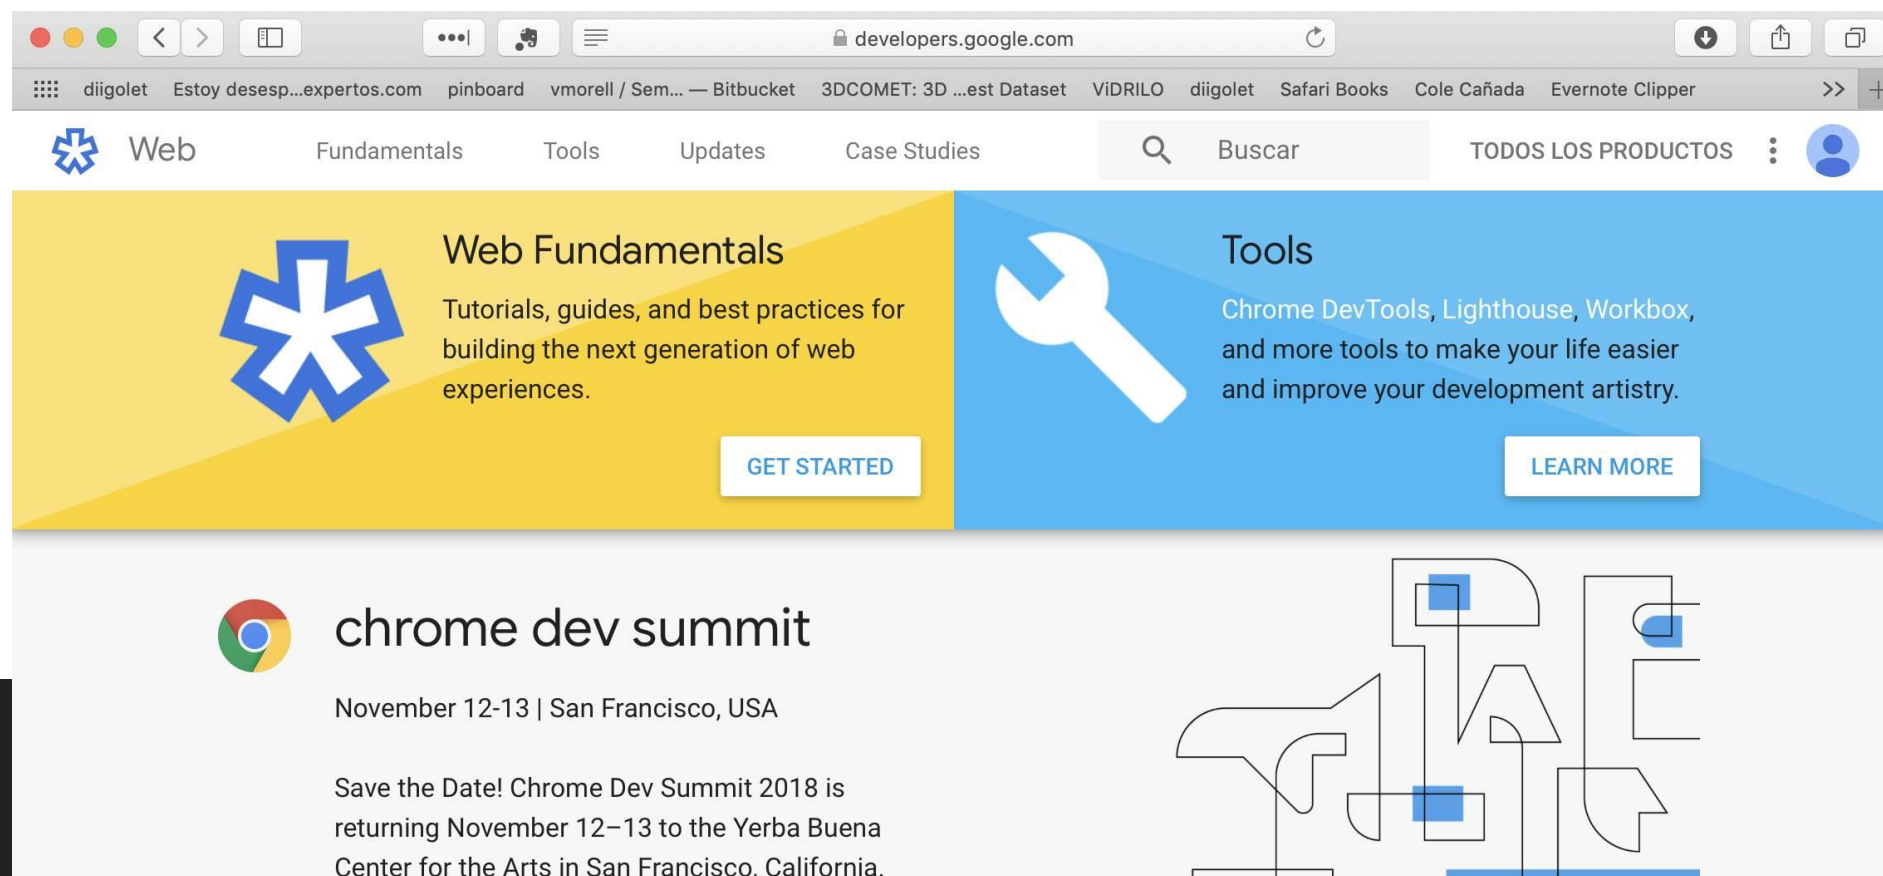 developers.google.com
diigolet Estoy desesp...expertos.com pinboard vmorell / Sem... — Bitbucket 3DCOMET: 3D ...est Dataset ViDRILO diigolet Safari Books Cole Cañada Evernote Clipper >>
Web Fundamentals Tools Updates Case Studies Buscar TODOS LOS PRODUCTOS
Web Fundamentals
Tutorials, guides, and best practices for
building the next generation of web
experiences.
GET STARTED
Tools
Chrome DevTools, Lighthouse, Workbox,
and more tools to make your life easier
and improve your development artistry.
LEARN MORE
chrome dev summit
November 12-13 | San Francisco, USA
Save the Date! Chrome Dev Summit 2018 is
returning November 12–13 to the Yerba Buena
Center for the Arts in San Francisco, California.